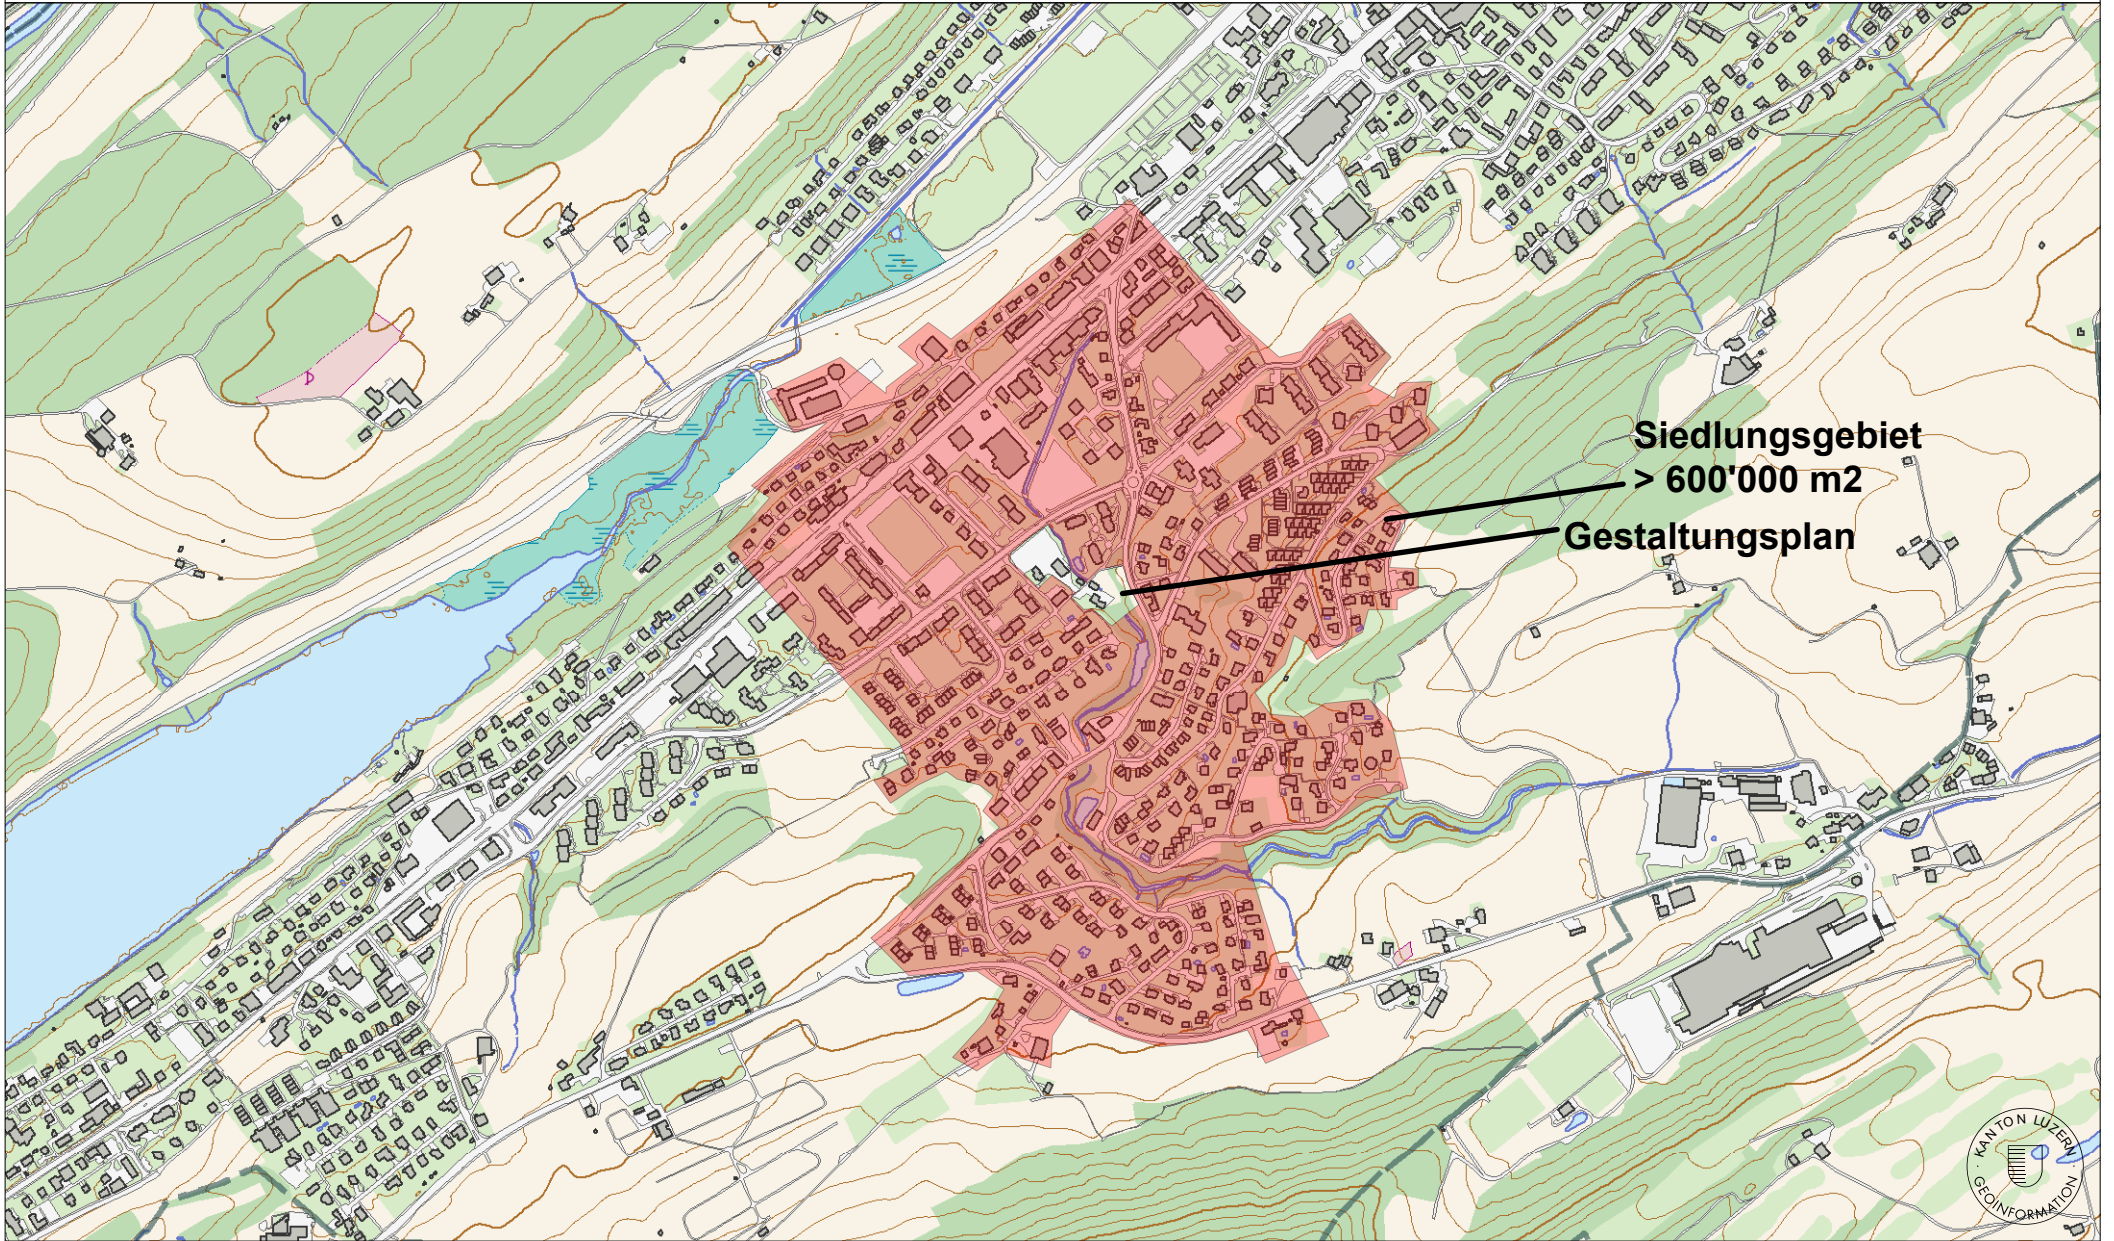 Siedlungsgebiet
> 600'000 m2
Gestaltungsplan
KANTON LUZERN
GEOINFORMATION